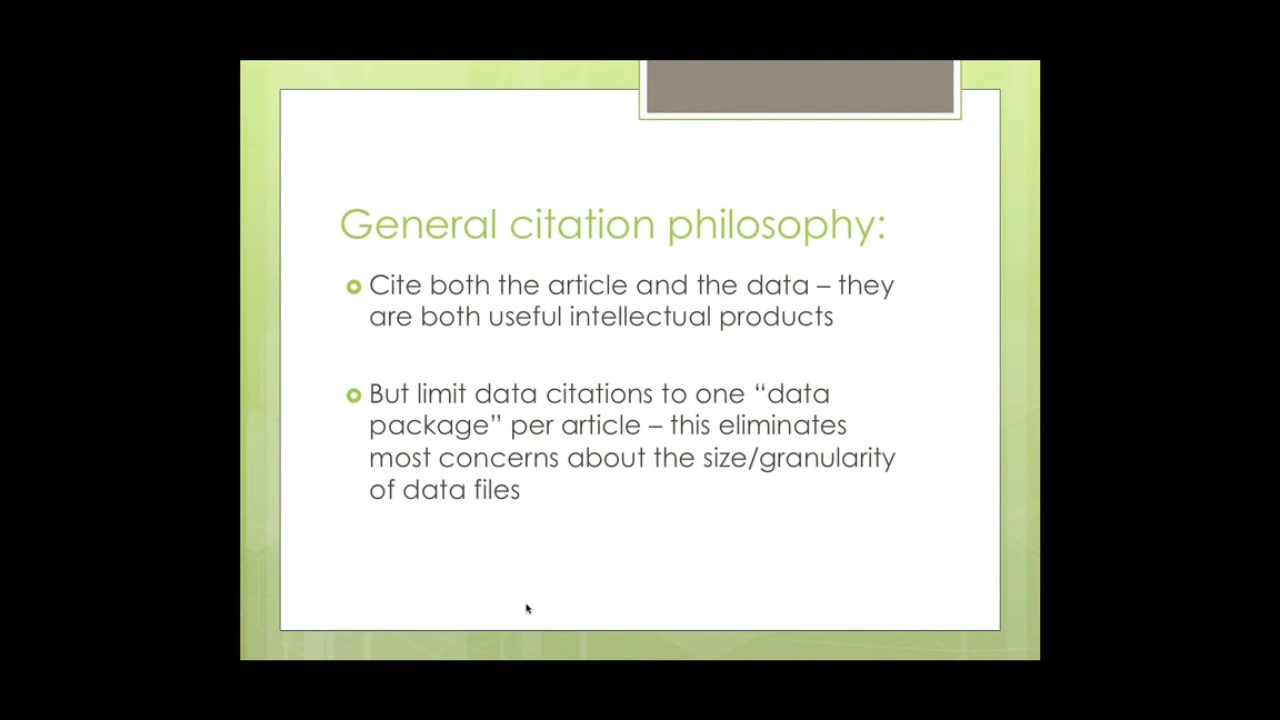 General citation philosophy:
Cite both the article and the data – they
are both useful intellectual products
But limit data citations to one “data
package” per article – this eliminates
most concerns about the size/granularity
of data files